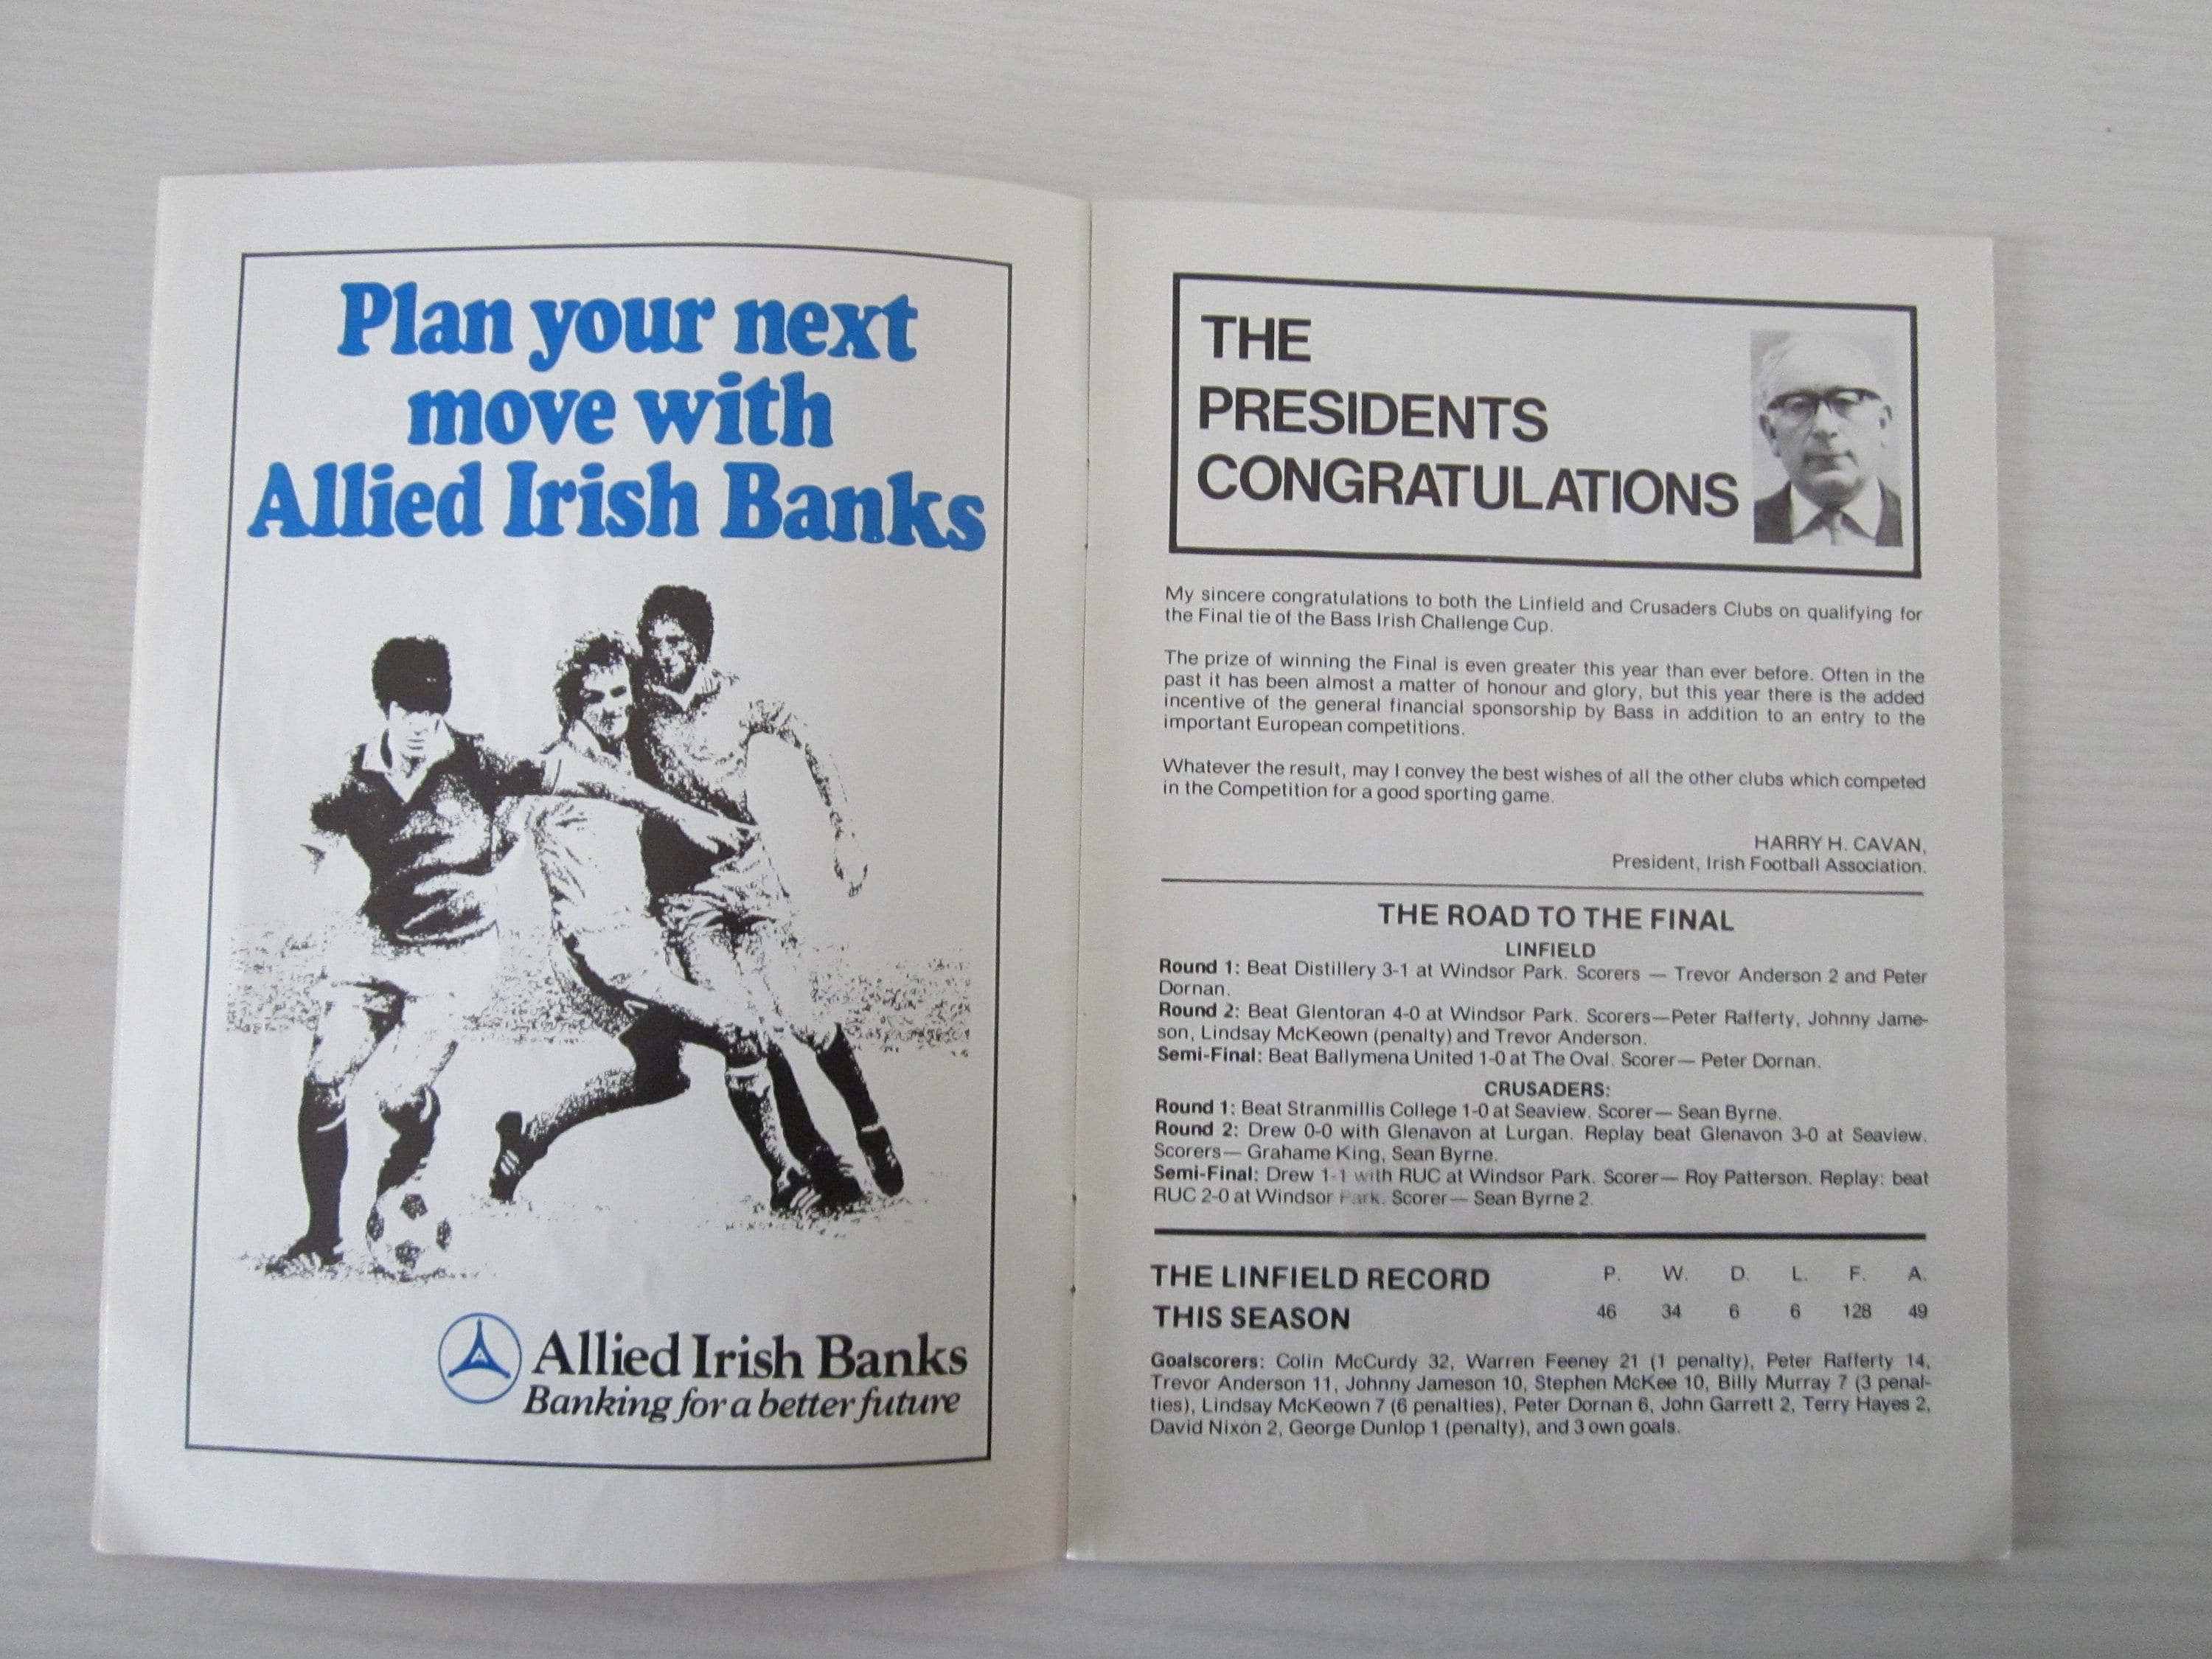 Plan your next
move with
Allied Irish Banks
A
Allied Irish Banks
Banking for a better future
THE
PRESIDENTS
CONGRATULATIONS
My sincere congratulations to both the Linfield and Crusaders Clubs on qualifying for
the Final tie of the Bass Irish Challenge Cup.
The prize of winning the Final is even greater this year than ever before. Often in the
past it has been almost a matter of honour and glory, but this year there is the added
incentive of the general financial sponsorship by Bass in addition to an entry to the
important European competitions.
Whatever the result, may I convey the best wishes of all the other clubs which competed
in the Competition for a good sporting game.
HARRY H. CAVAN,
President, Irish Football Association.
THE ROAD TO THE FINAL
LINFIELD
Round 1: Beat Distillery 3-1 at Windsor Park. Scorers — Trevor Anderson 2 and Peter
Dornan.
Round 2: Beat Glentoran 4-0 at Windsor Park. Scorers—Peter Rafferty, Johnny Jame-
son, Lindsay McKeown (penalty) and Trevor Anderson.
Semi-Final: Beat Ballymena United 1-0 at The Oval. Scorer— Peter Dornan.
CRUSADERS:
Round 1: Beat Stranmillis College 1-0 at Seaview. Scorer— Sean Byrne.
Round 2: Drew 0-0 with Glenavon at Lurgan. Replay beat Glenavon 3-0 at Seaview.
Scorers— Grahame King, Sean Byrne.
Semi-Final: Drew 1-1 with RUC at Windsor Park. Scorer— Roy Patterson. Replay: beat
RUC 2-0 at Windsor Park. Scorer— Sean Byrne 2.
THE LINFIELD RECORD P. W. D. L. F. A.
THIS SEASON 46 34 6 6 128 49
Goalscorers: Colin McCurdy 32, Warren Feeney 21 (1 penalty), Peter Rafferty 14,
Trevor Anderson 11, Johnny Jameson 10, Stephen McKee 10, Billy Murray 7 (3 penal-
ties), Lindsay McKeown 7 (6 penalties), Peter Dornan 6, John Garrett 2, Terry Hayes 2,
David Nixon 2, George Dunlop 1 (penalty), and 3 own goals.